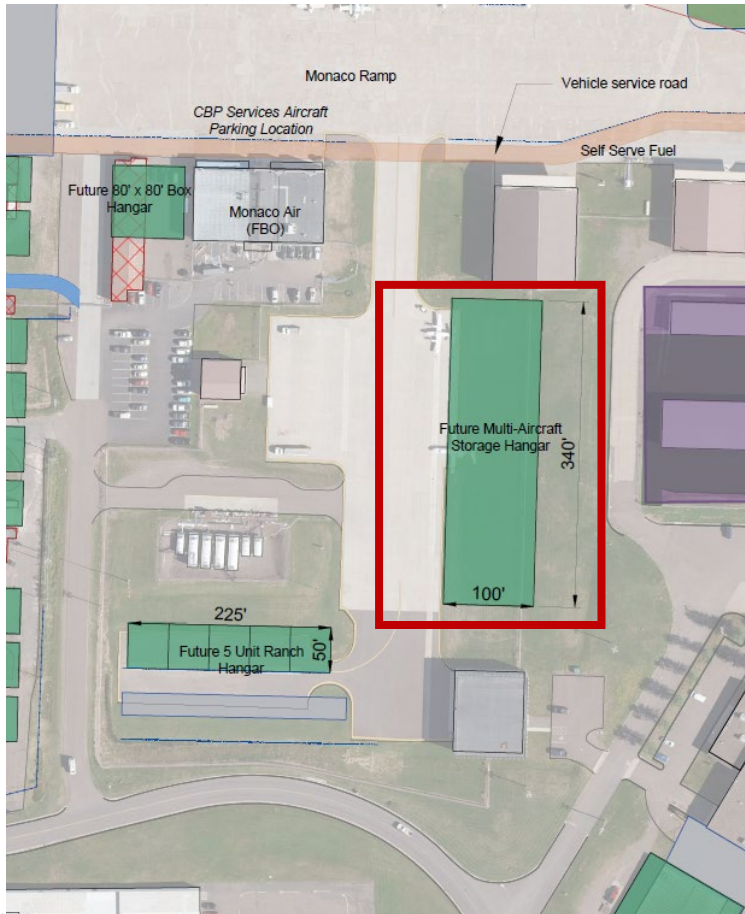 Monaco Ramp
Vehicle service road
CBP Services Aircraft
Parking Location
Self Serve Fuel
Future 80' x 80' Box
Hangar
Monaco Air
(FBO)
Future Multi-Aircraft
Storage Hangar
340'
100'
225'
50'
Future 5 Unit Ranch
Hangar